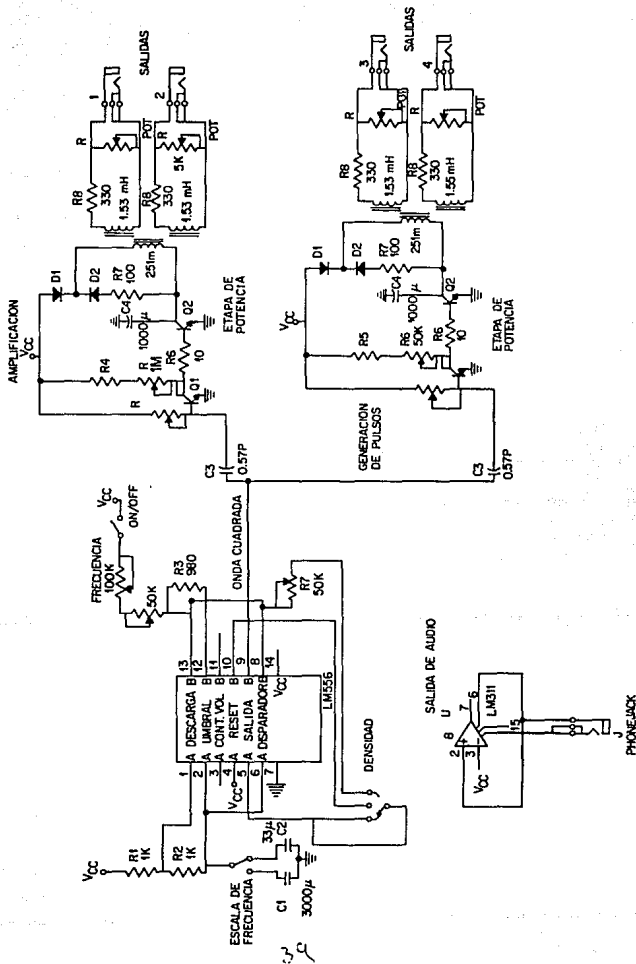 AMPLIFICACION
VCC
D1
D2
R7
100
251m
C4
1000μ
R4
R
1M
R
Q1
R6
10
Q2
ETAPA DE
POTENCIA
R8
330
1.53 mH
R
POT
1
R8
330
1.53 mH
R
5K
POT
2
SALIDAS
C3
0.57P
VCC
D1
D2
R7
100
251m
C4
1000μ
R5
R6
50K
R6
10
Q2
ETAPA DE
POTENCIA
GENERACION
DE PULSOS
R8
330
1.53 mH
R
POT
3
R8
330
1.55 mH
R
POT
4
SALIDAS
C3
0.57P
ONDA CUADRADA
FRECUENCIA
100K
VCC
ON/OFF
50K
R3
980
R7
50K
VCC
R1
1K
R2
1K
1 A DESCARGA B 13
2 A UMBRAL B 12
3 A CONT. VOL B 11
4 A RESET B 10
5 A SALIDA B 9
6 A DISPARADOR B 8
7
14
VCC
VCC
LM556
ESCALA DE
FRECUENCIA
33μ
C2
C1
3000μ
DENSIDAD
SALIDA DE AUDIO
U
8
2
3
+
-
7
6
LM311
15
VCC
J
PHONEJACK
39